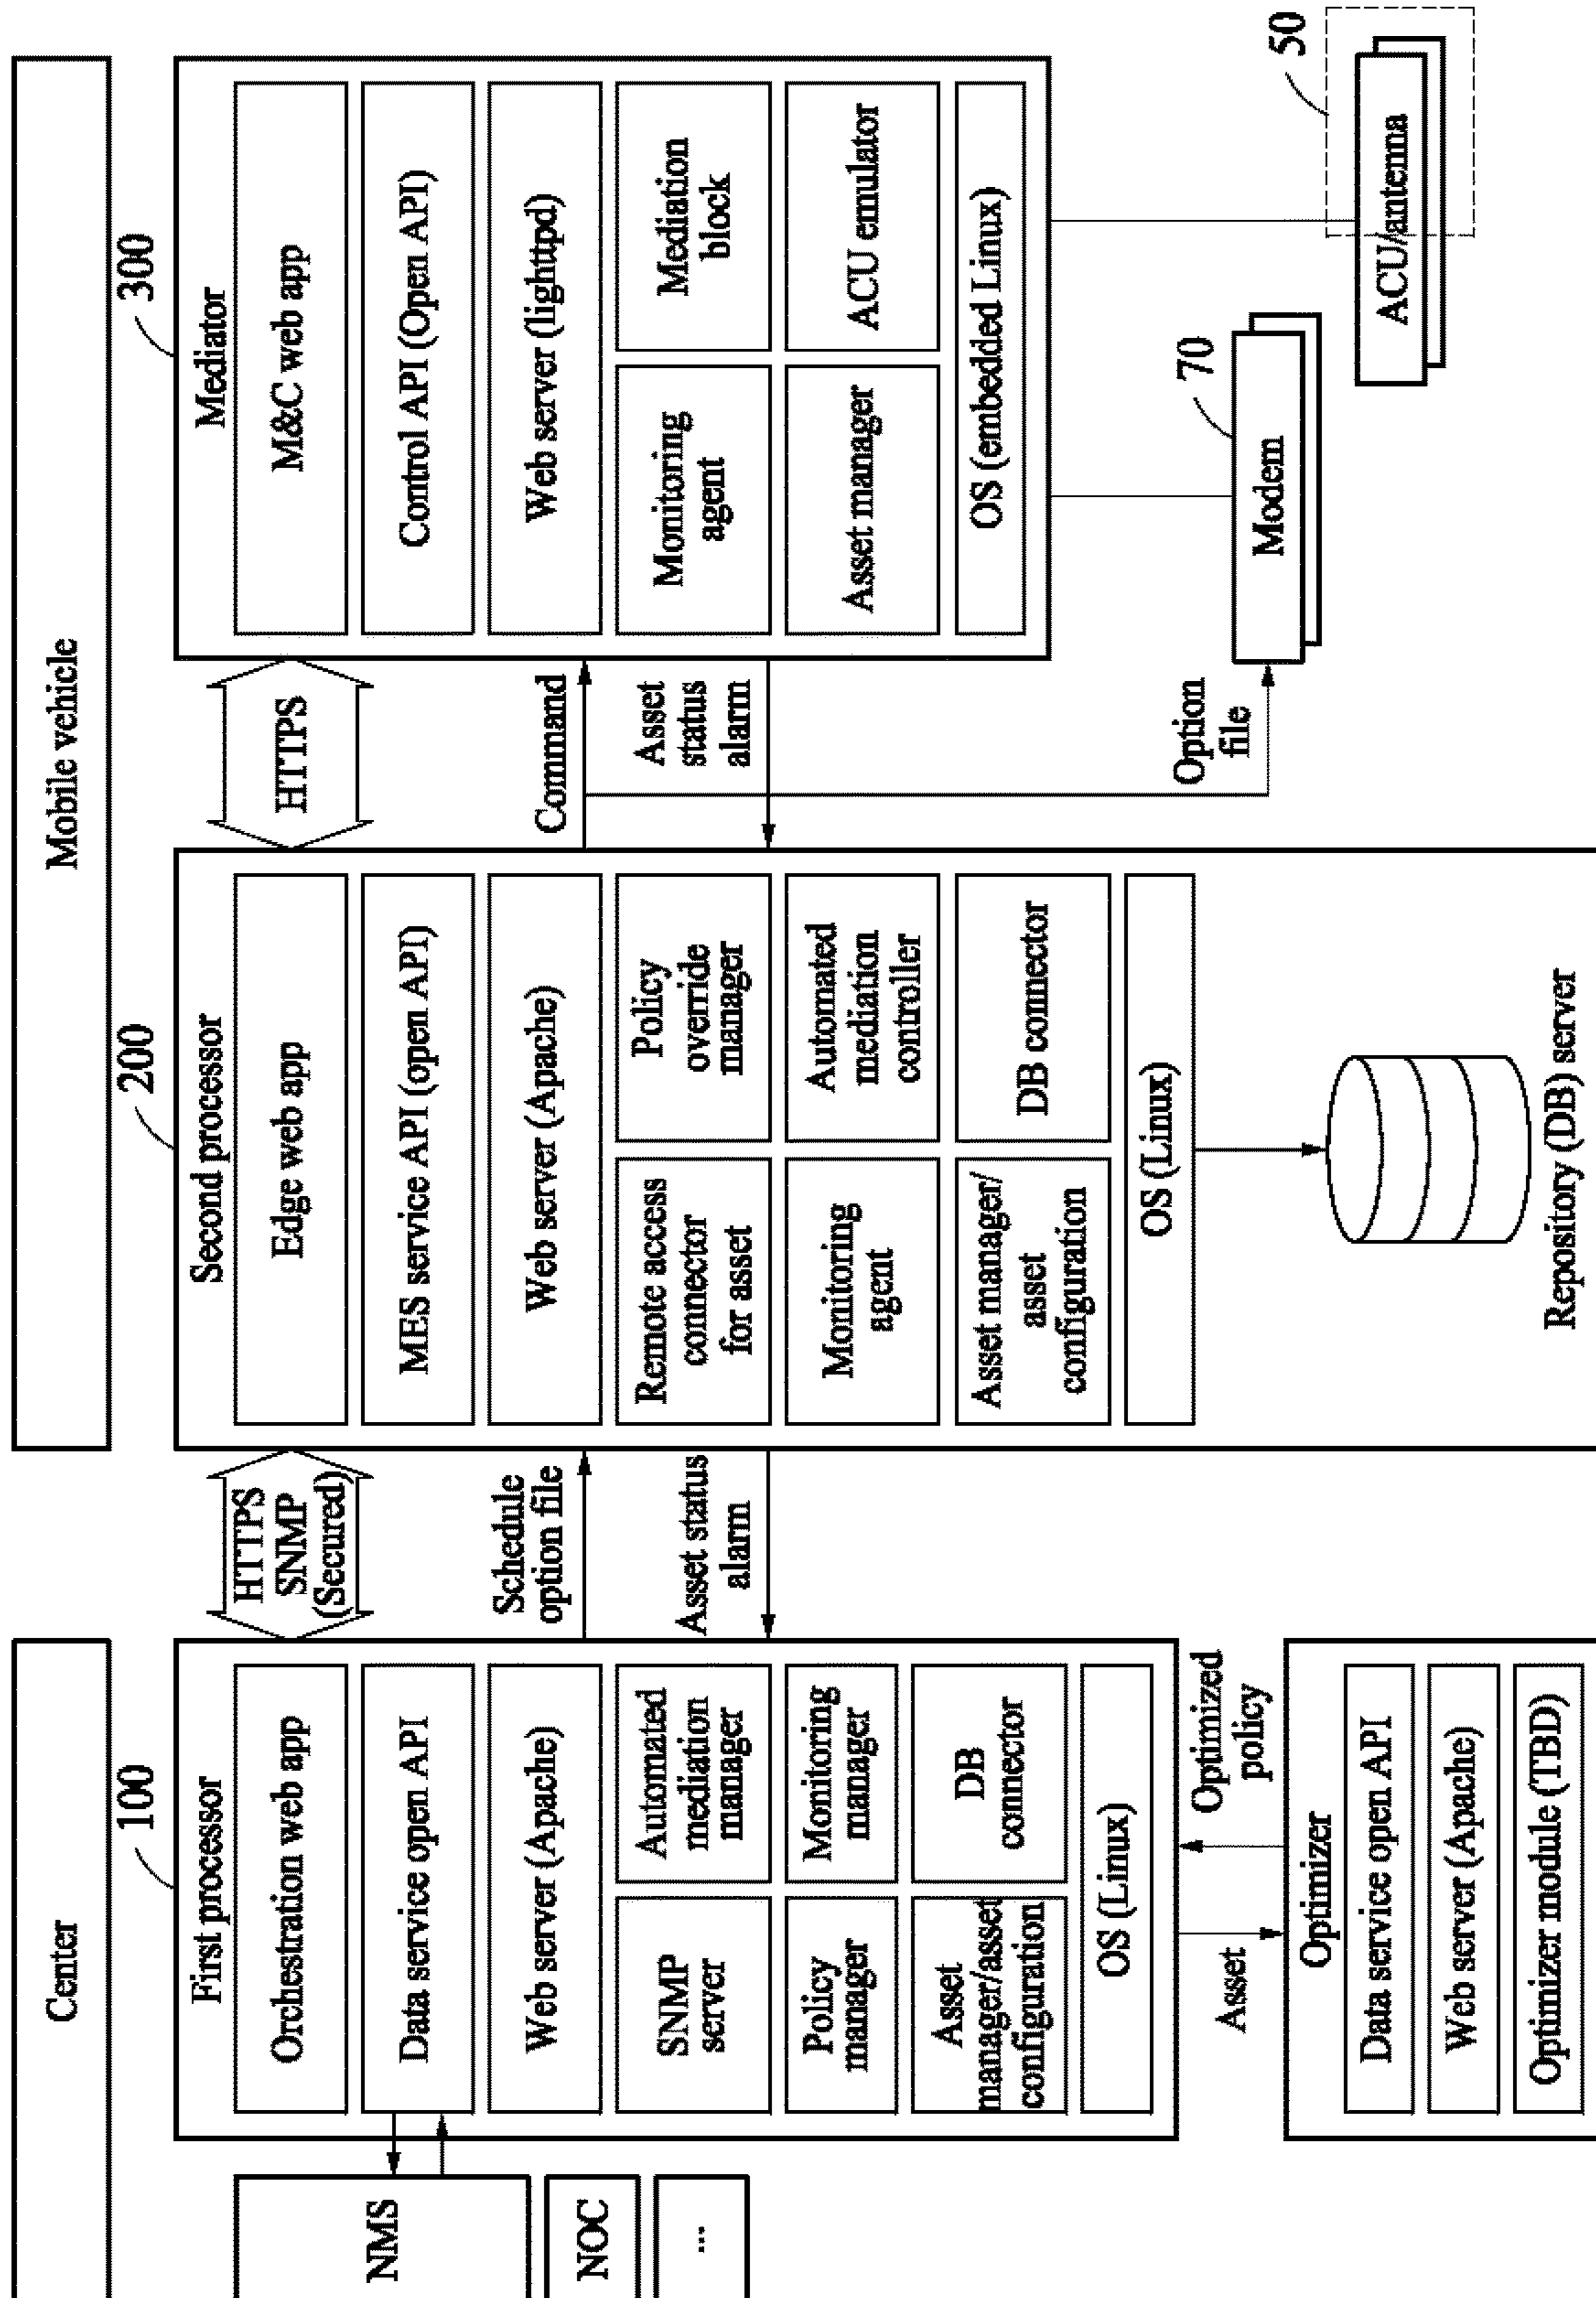 Center
Mobile vehicle
100
200
300
NMS
NOC
...
First processor
Orchestration web app
Data service open API
Web server (Apache)
SNMP
server
Automated
mediation
manager
Policy
manager
Monitoring
manager
Asset
manager/asset
configuration
DB
connector
OS (Linux)
Asset
Optimized
policy
Optimizer
Data service open API
Web server (Apache)
Optimizer module (TBD)
HTTPS
SNMP
(Secured)
Schedule
option file
Asset status
alarm
Second processor
Edge web app
MES service API (open API)
Web server (Apache)
Remote access
connector
for asset
Policy
override
manager
Monitoring
agent
Automated
mediation
controller
Asset manager/
asset
configuration
DB connector
OS (Linux)
Repository (DB) server
HTTPS
Command
Asset
status
alarm
Option
file
Mediator
M&C web app
Control API (Open API)
Web server (lighttpd)
Monitoring
agent
Mediation
block
Asset manager
ACU emulator
OS (embedded Linux)
70
Modem
50
ACU/antenna